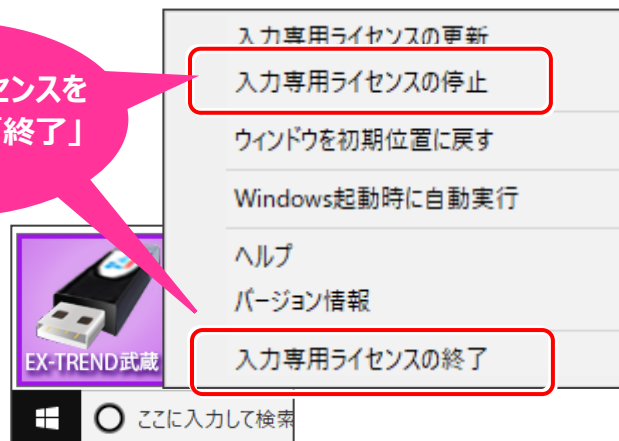 入力専用ライセンスの更新
センスを
終了」
入力専用ライセンスの停止
ウィンドウを初期位置に戻す
Windows起動時に自動実行
ヘルプ
バージョン情報
入力専用ライセンスの終了
EX-TREND武蔵
ここに入力して検索